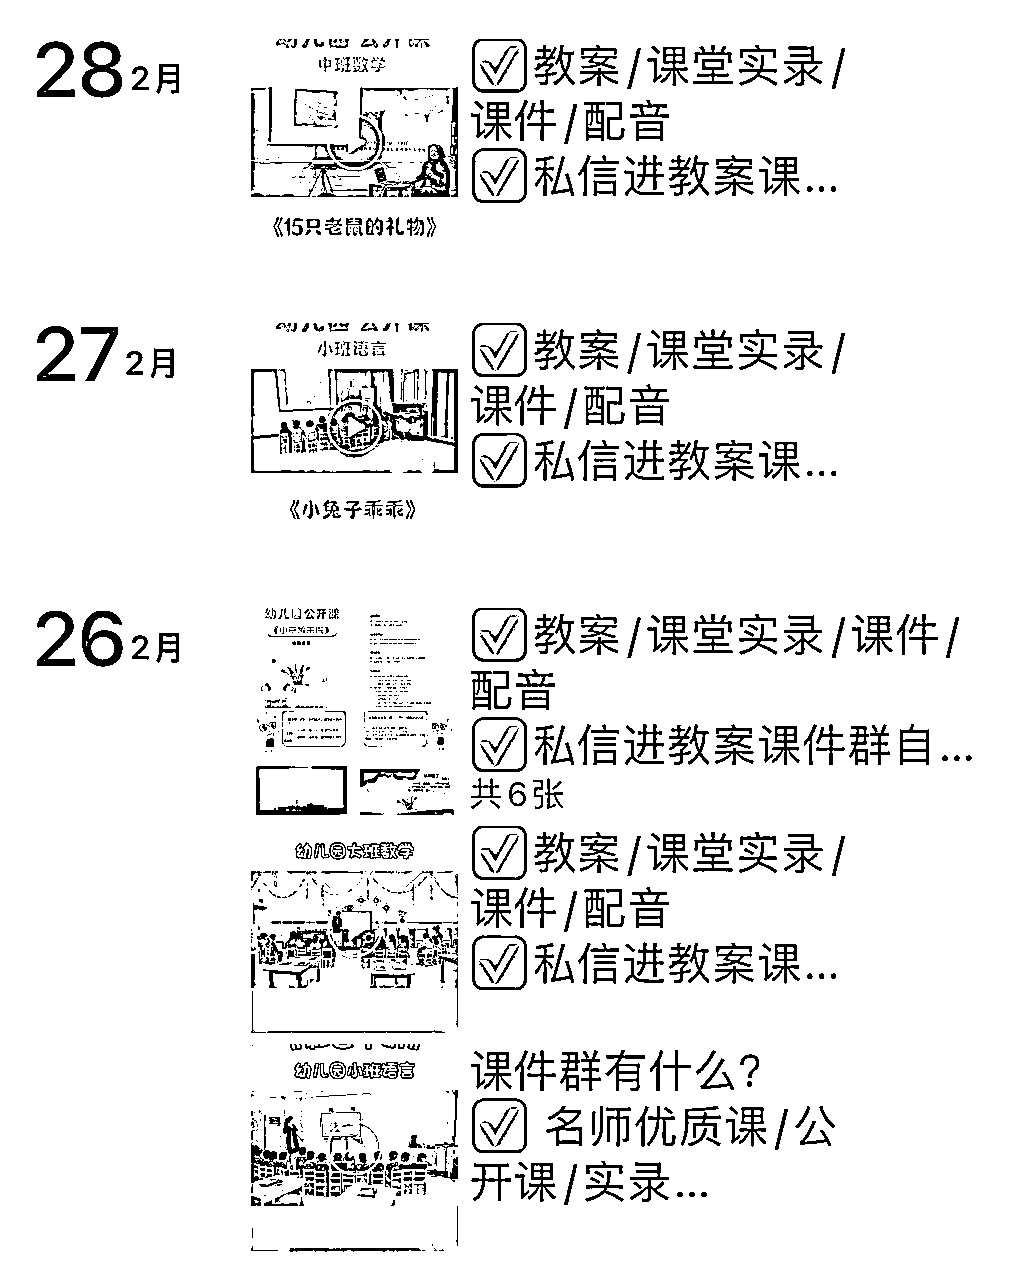 28 2月
幼儿园 公开课
中班数学
《15只老鼠的礼物》
✅教案/课堂实录/
课件/配音
✅私信进教案课...
27 2月
幼儿园 公开课
小班语言
《小兔子乖乖》
✅教案/课堂实录/
课件/配音
✅私信进教案课...
26 2月
幼儿园公开课
✅教案/课堂实录/课件/
配音
✅私信进教案课件群自...
共6张
幼儿园大班数学
✅教案/课堂实录/
课件/配音
✅私信进教案课...
幼儿园小班语言
课件群有什么？
✅ 名师优质课/公
开课/实录...